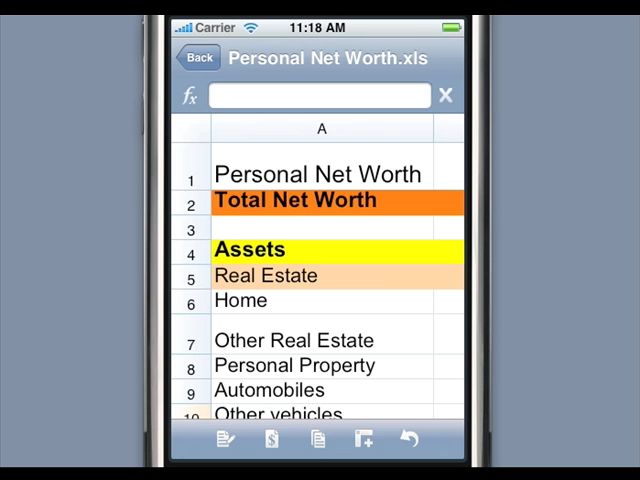 Carrier 11:18 AM
Back Personal Net Worth.xls
fx X
A
1 Personal Net Worth
2 Total Net Worth
3
4 Assets
5 Real Estate
6 Home
7 Other Real Estate
8 Personal Property
9 Automobiles
10 Other vehicles